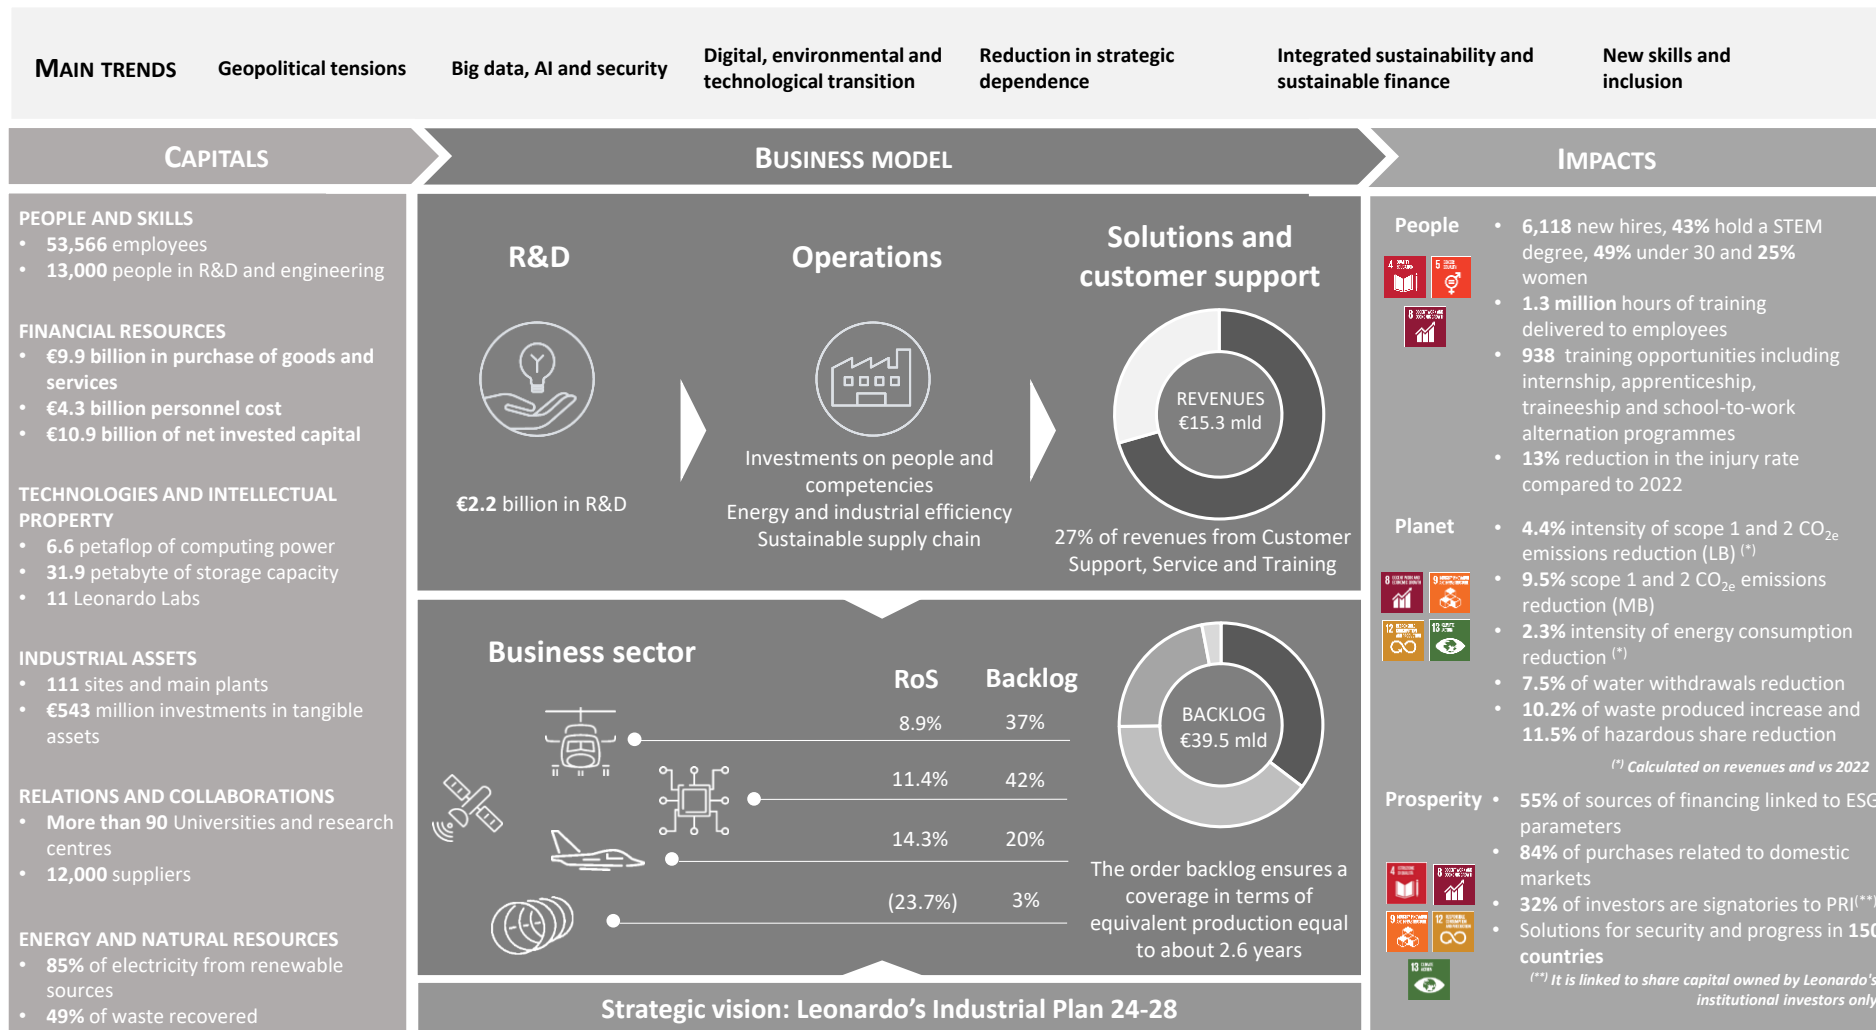 MAIN TRENDS
Geopolitical tensions
Big data, AI and security
Digital, environmental and
technological transition
Reduction in strategic
dependence
Integrated sustainability and
sustainable finance
New skills and
inclusion
CAPITALS
BUSINESS MODEL
IMPACTS
PEOPLE AND SKILLS
• 53,566 employees
• 13,000 people in R&D and engineering
FINANCIAL RESOURCES
• €9.9 billion in purchase of goods and
services
• €4.3 billion personnel cost
• €10.9 billion of net invested capital
TECHNOLOGIES AND INTELLECTUAL
PROPERTY
• 6.6 petaflop of computing power
• 31.9 petabyte of storage capacity
• 11 Leonardo Labs
INDUSTRIAL ASSETS
• 111 sites and main plants
• €543 million investments in tangible
assets
RELATIONS AND COLLABORATIONS
• More than 90 Universities and research
centres
• 12,000 suppliers
ENERGY AND NATURAL RESOURCES
• 85% of electricity from renewable
sources
• 49% of waste recovered
R&D
€2.2 billion in R&D
Operations
Investments on people and
competencies
Energy and industrial efficiency
Sustainable supply chain
Solutions and
customer support
REVENUES
€15.3 mld
27% of revenues from Customer
Support, Service and Training
Business sector
RoS Backlog
8.9% 37%
11.4% 42%
14.3% 20%
(23.7%) 3%
BACKLOG
€39.5 mld
The order backlog ensures a
coverage in terms of
equivalent production equal
to about 2.6 years
Strategic vision: Leonardo's Industrial Plan 24-28
People
4
5
8
• 6,118 new hires, 43% hold a STEM
degree, 49% under 30 and 25%
women
• 1.3 million hours of training
delivered to employees
• 938 training opportunities including
internship, apprenticeship,
traineeship and school-to-work
alternation programmes
• 13% reduction in the injury rate
compared to 2022
Planet
8
9
12
13
• 4.4% intensity of scope 1 and 2 CO2e
emissions reduction (LB) (*)
• 9.5% scope 1 and 2 CO2e emissions
reduction (MB)
• 2.3% intensity of energy consumption
reduction (*)
• 7.5% of water withdrawals reduction
• 10.2% of waste produced increase and
11.5% of hazardous share reduction
(*) Calculated on revenues and vs 2022
Prosperity
4
8
9
12
13
• 55% of sources of financing linked to ESG
parameters
• 84% of purchases related to domestic
markets
• 32% of investors are signatories to PRI(**)
• Solutions for security and progress in 150
countries
(**) It is linked to share capital owned by Leonardo's
institutional investors only